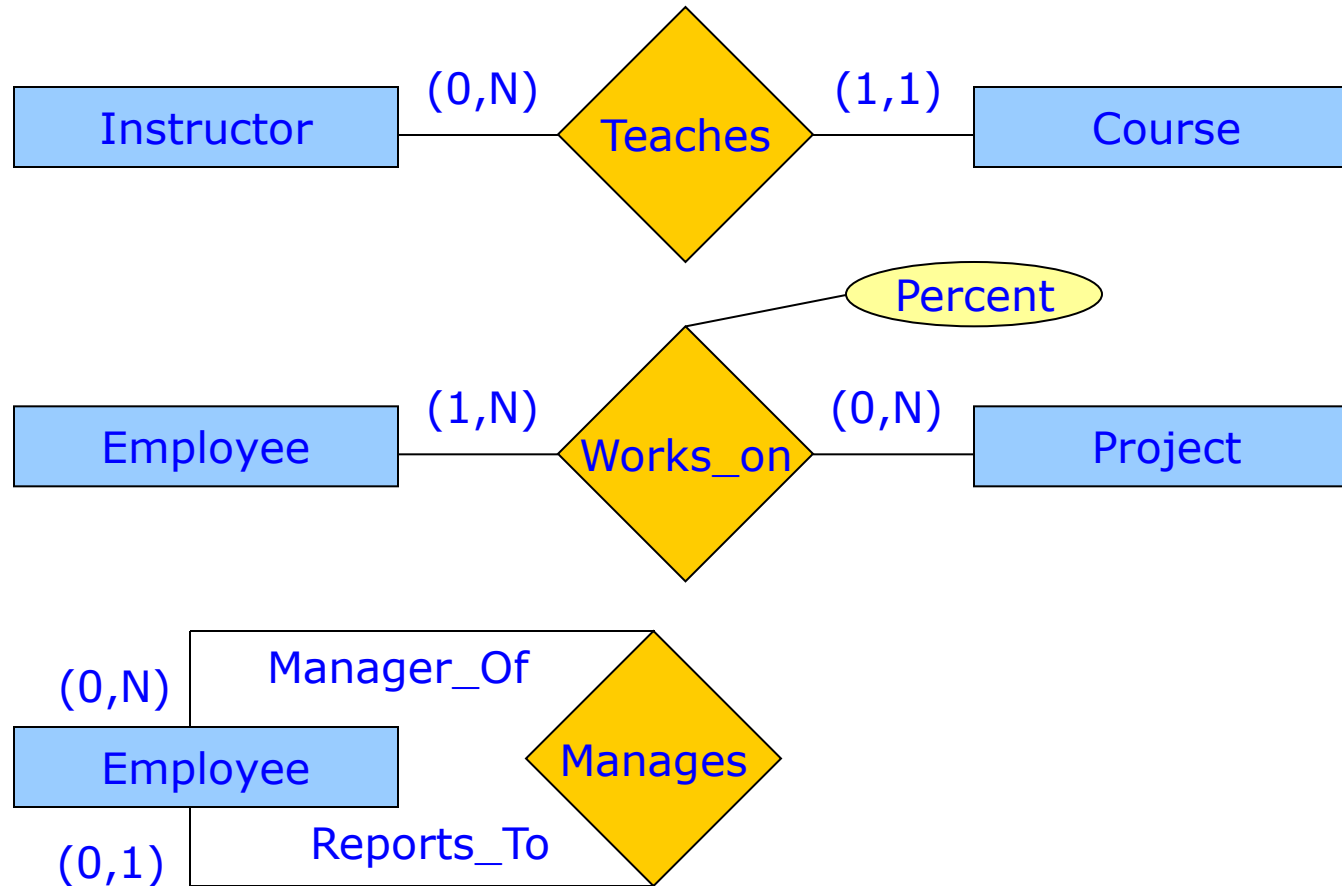 (0,N) (1,1)
Instructor Teaches Course
Percent
(1,N) (0,N)
Employee Works_on Project
Manager_Of
(0,N)
Employee Manages
Reports_To
(0,1)